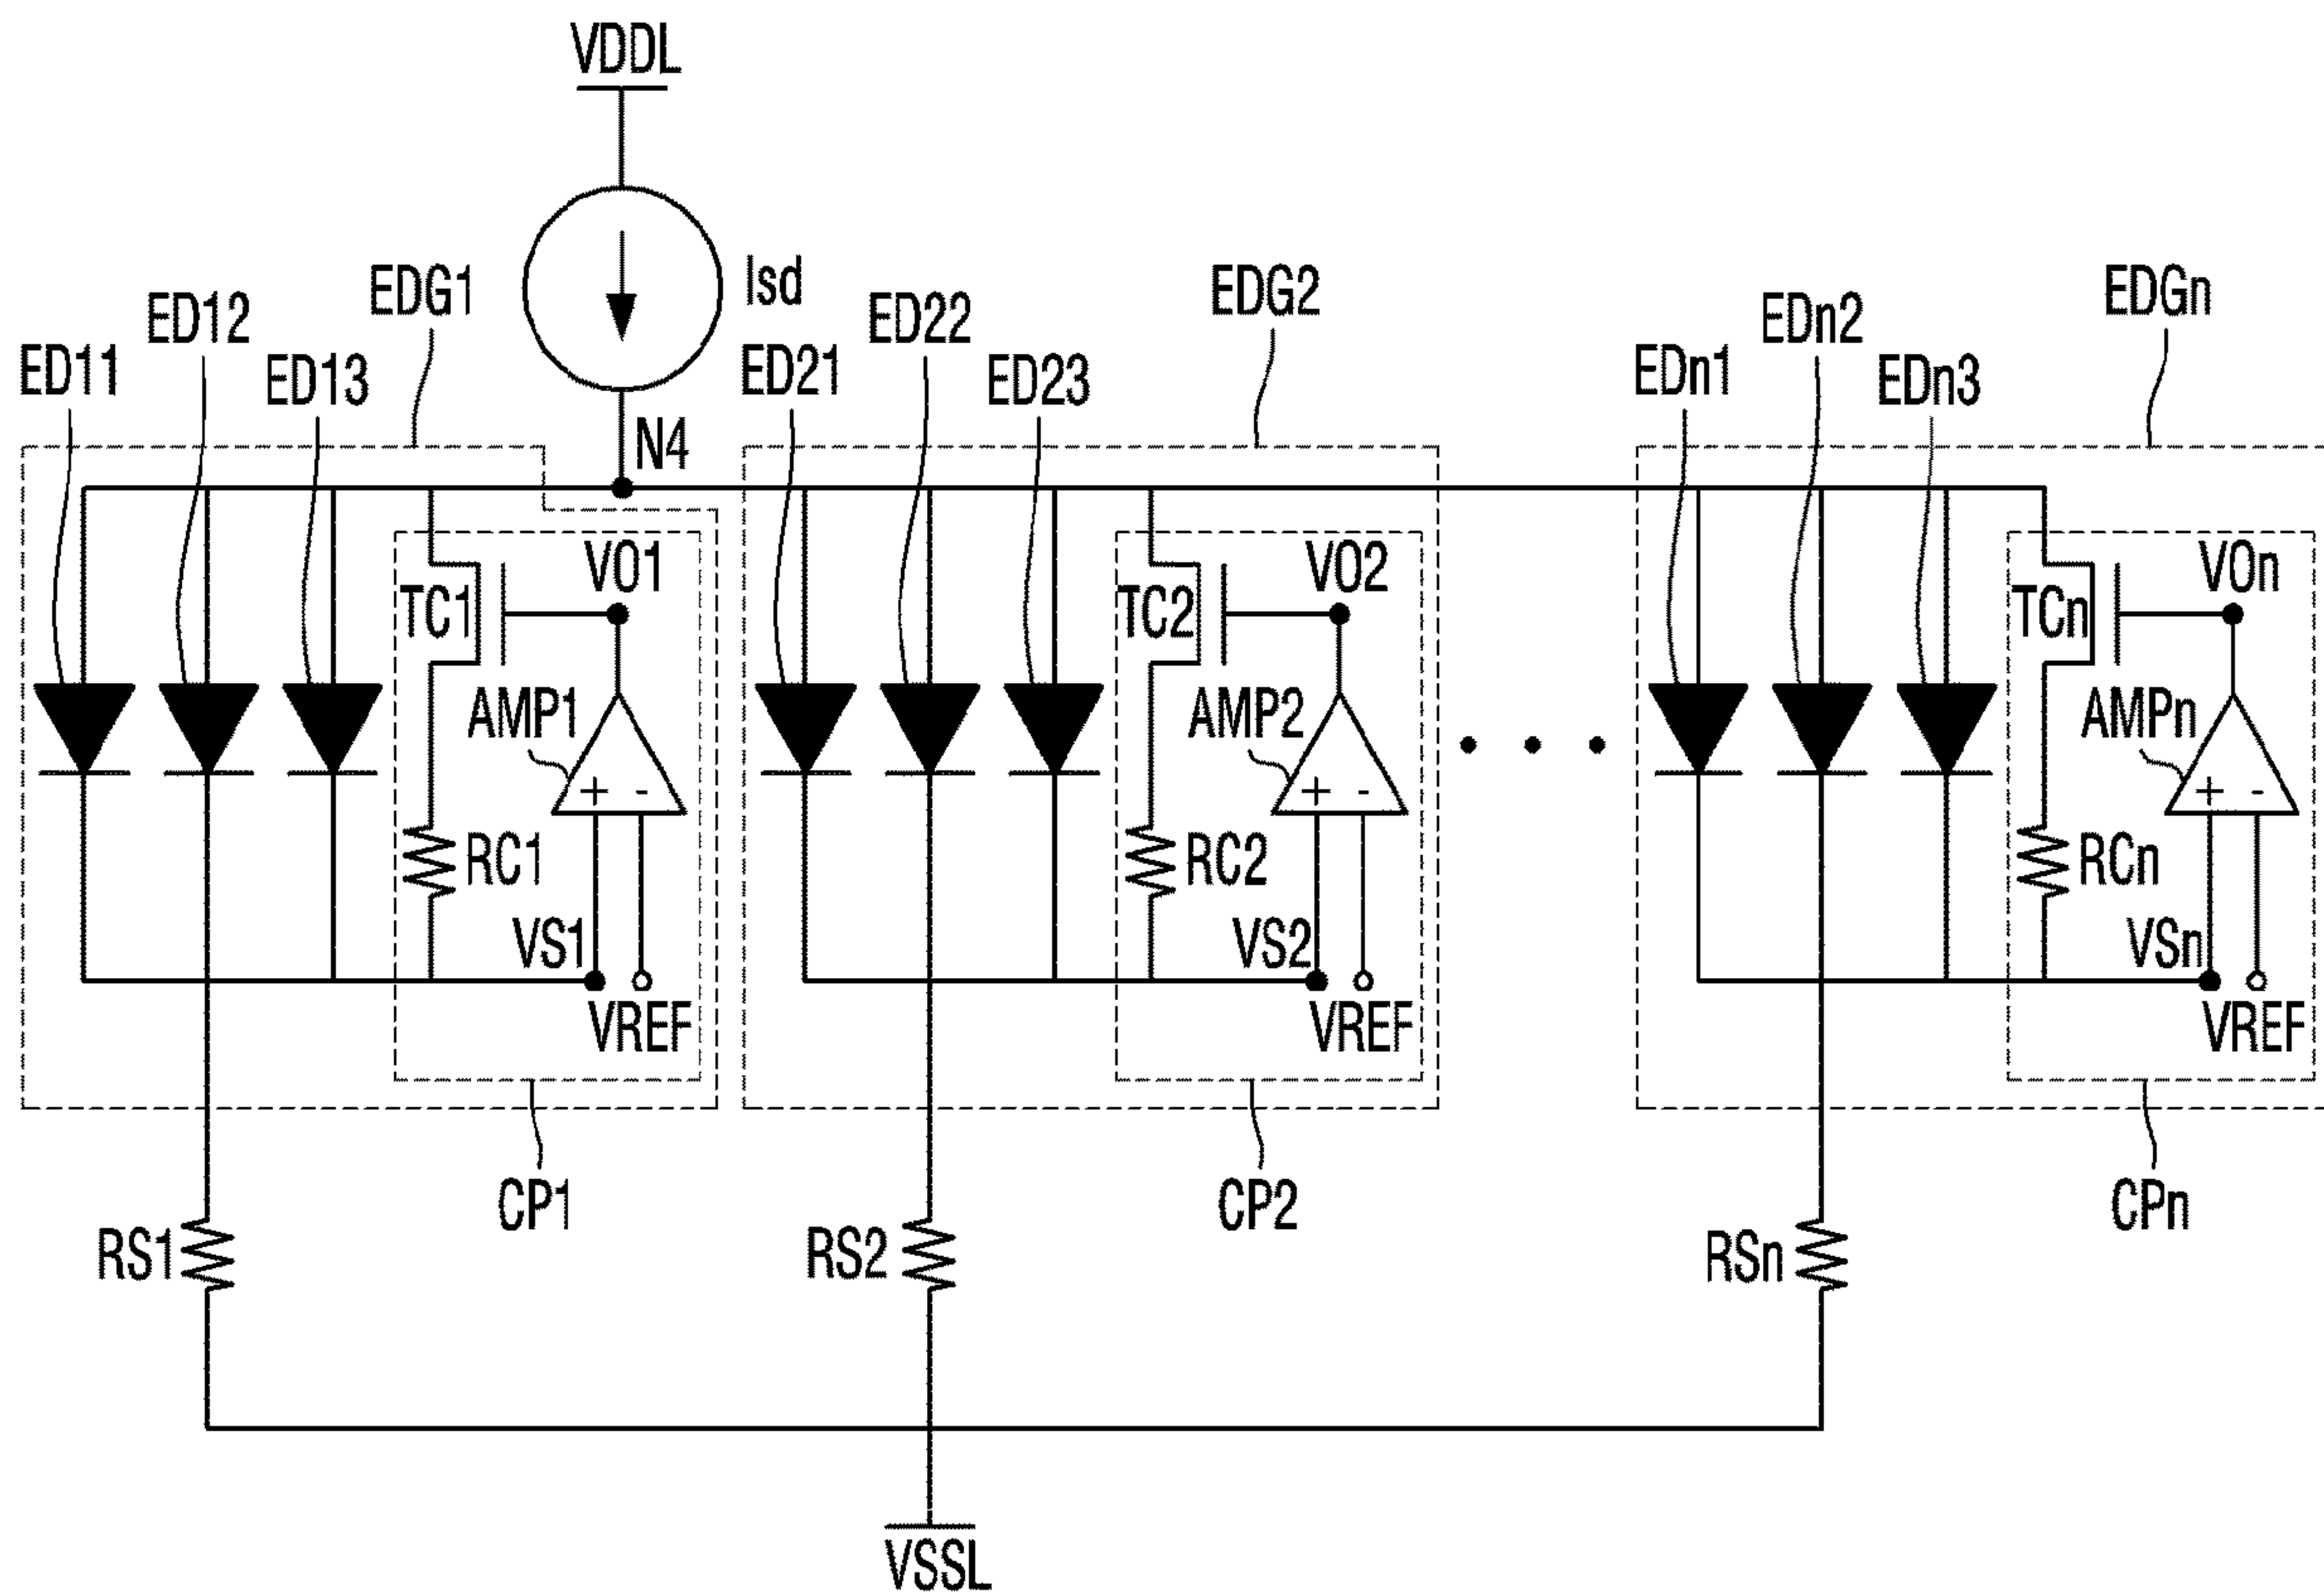 VDDL
Isd
EDG1
EDG2
EDGn
ED12
ED22
EDn2
ED11
ED13
ED21
ED23
EDn1
EDn3
N4
VO1
VO2
VOn
TC1
TC2
TCn
AMP1
AMP2
AMPn
+ -
+ -
+ -
RC1
RC2
RCn
VS1
VS2
VSn
VREF
VREF
VREF
CP1
CP2
CPn
RS1
RS2
RSn
VSSL